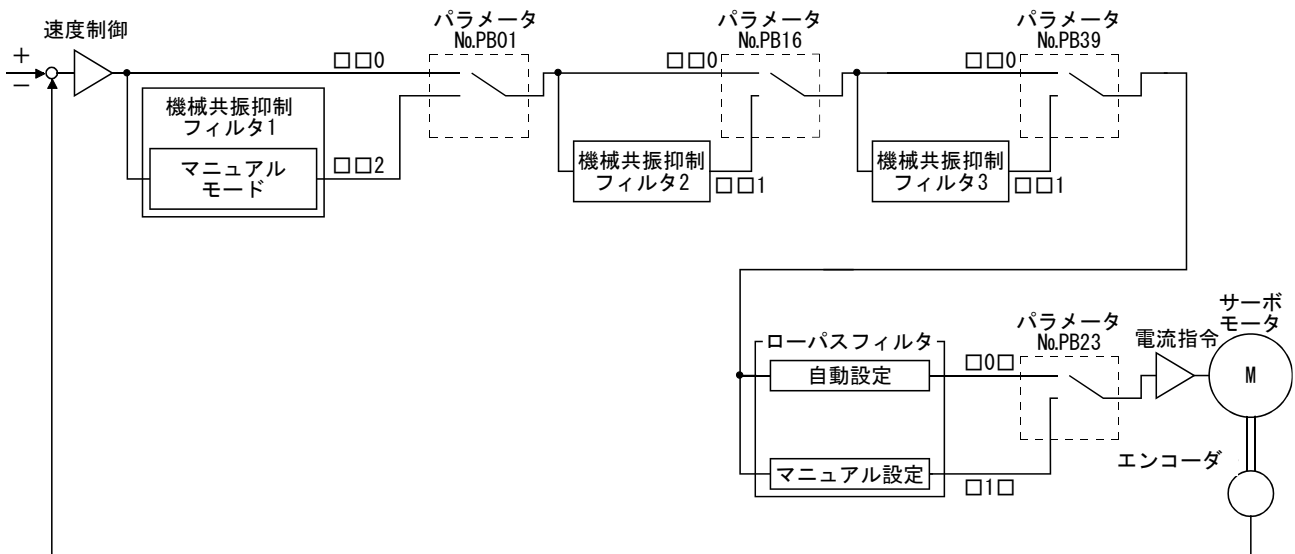 速度制御
+
−
パラメータ
No.PB01
パラメータ
No.PB16
パラメータ
No.PB39
□□0
□□0
□□0
機械共振抑制
フィルタ1
マニュアル
モード
□□2
機械共振抑制
フィルタ2
□□1
機械共振抑制
フィルタ3
□□1
ローパスフィルタ
自動設定
□0□
マニュアル設定
□1□
パラメータ
No.PB23
電流指令
サーボ
モータ
M
エンコーダ